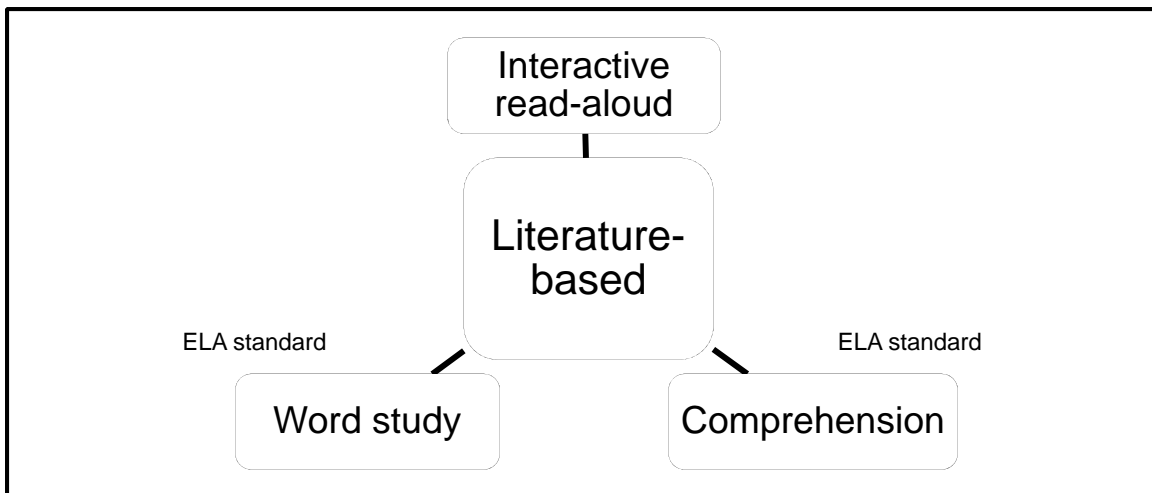 Interactive
read-aloud
Literature-
based
ELA standard
ELA standard
Word study
Comprehension